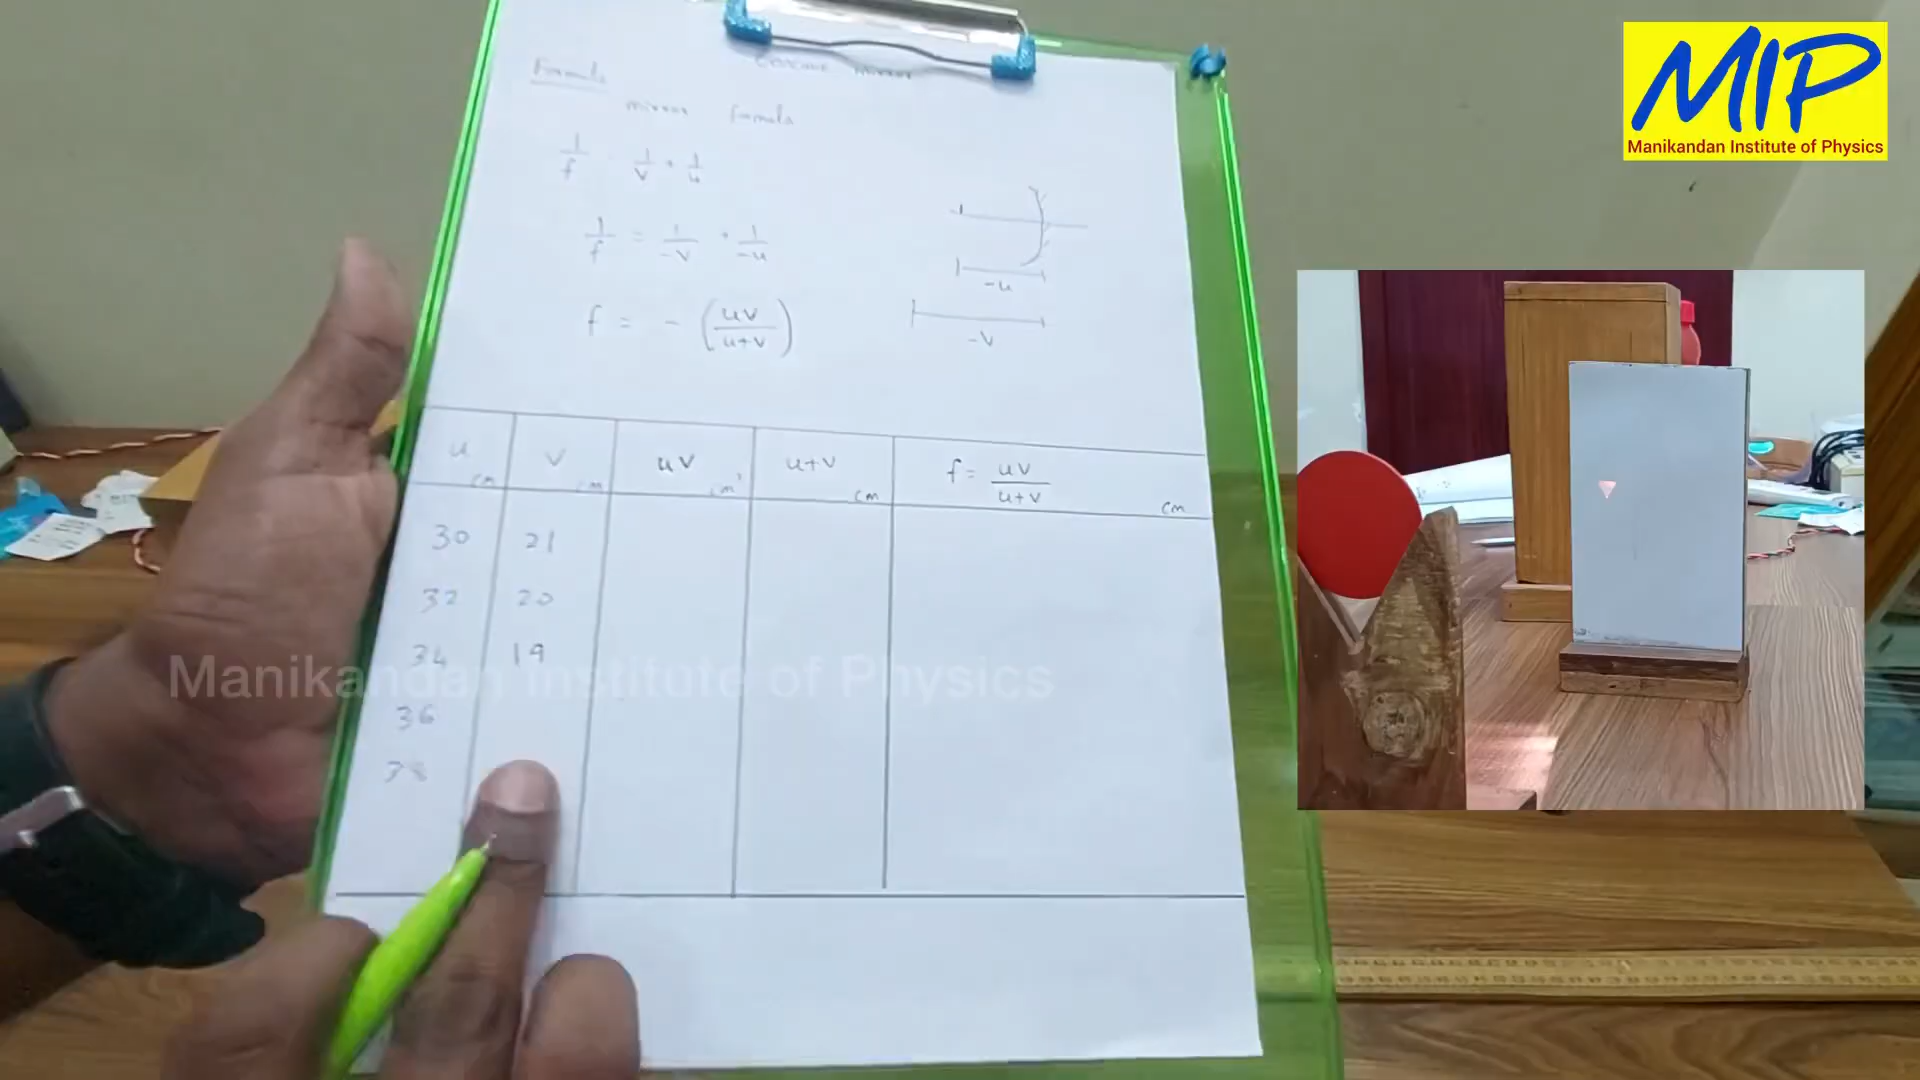 Formula
Concave mirror
mirror formula
1/f 1/v + 1/u
1/f = 1/-v + 1/-u
f = - (uv/u+v)
-u
-v
u cm
v cm
uv cm²
u+v cm
f = uv/u+v cm
30 21
32 20
34 19
36
38
Manikandan Institute of Physics
MIP
Manikandan Institute of Physics